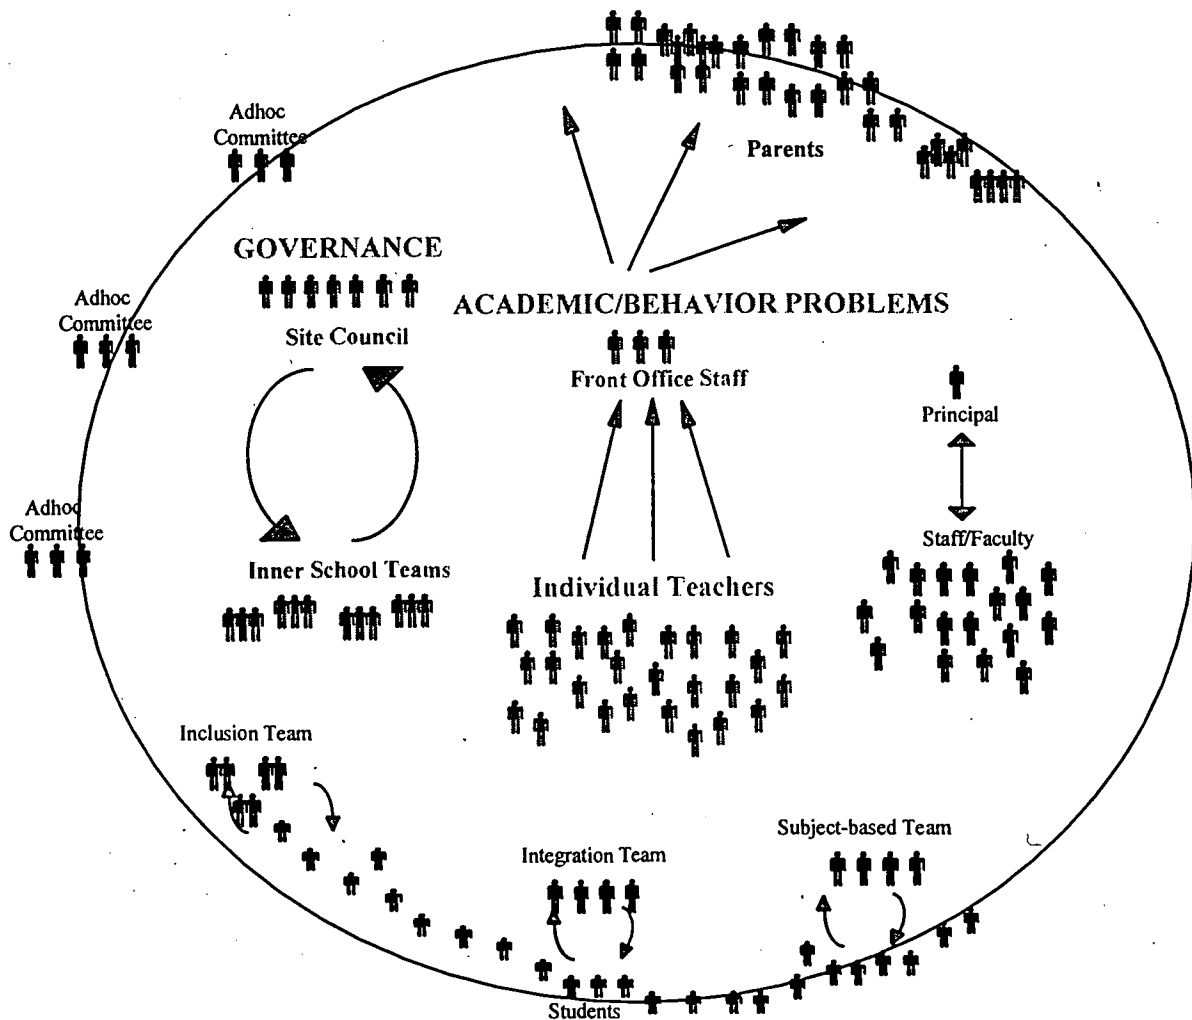 Adhoc
Committee
Parents
GOVERNANCE
Adhoc
Committee
ACADEMIC/BEHAVIOR PROBLEMS
Site Council
Front Office Staff
Principal
Adhoc
Committee
Staff/Faculty
Inner School Teams
Individual Teachers
Inclusion Team
Subject-based Team
Integration Team
Students